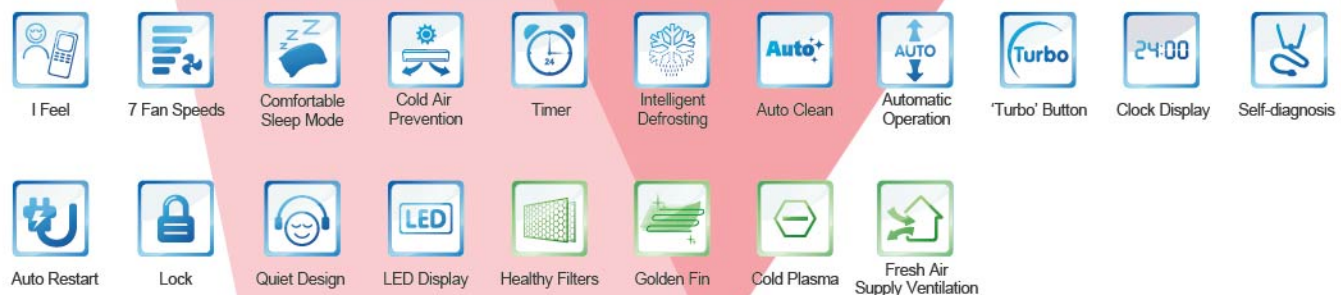 z z z
24
Auto
AUTO
Turbo
24:00
I Feel
7 Fan Speeds
Comfortable
Sleep Mode
Cold Air
Prevention
Timer
Intelligent
Defrosting
Auto Clean
Automatic
Operation
‘Turbo’ Button
Clock Display
Self-diagnosis
LED
Auto Restart
Lock
Quiet Design
LED Display
Healthy Filters
Golden Fin
Cold Plasma
Fresh Air
Supply Ventilation